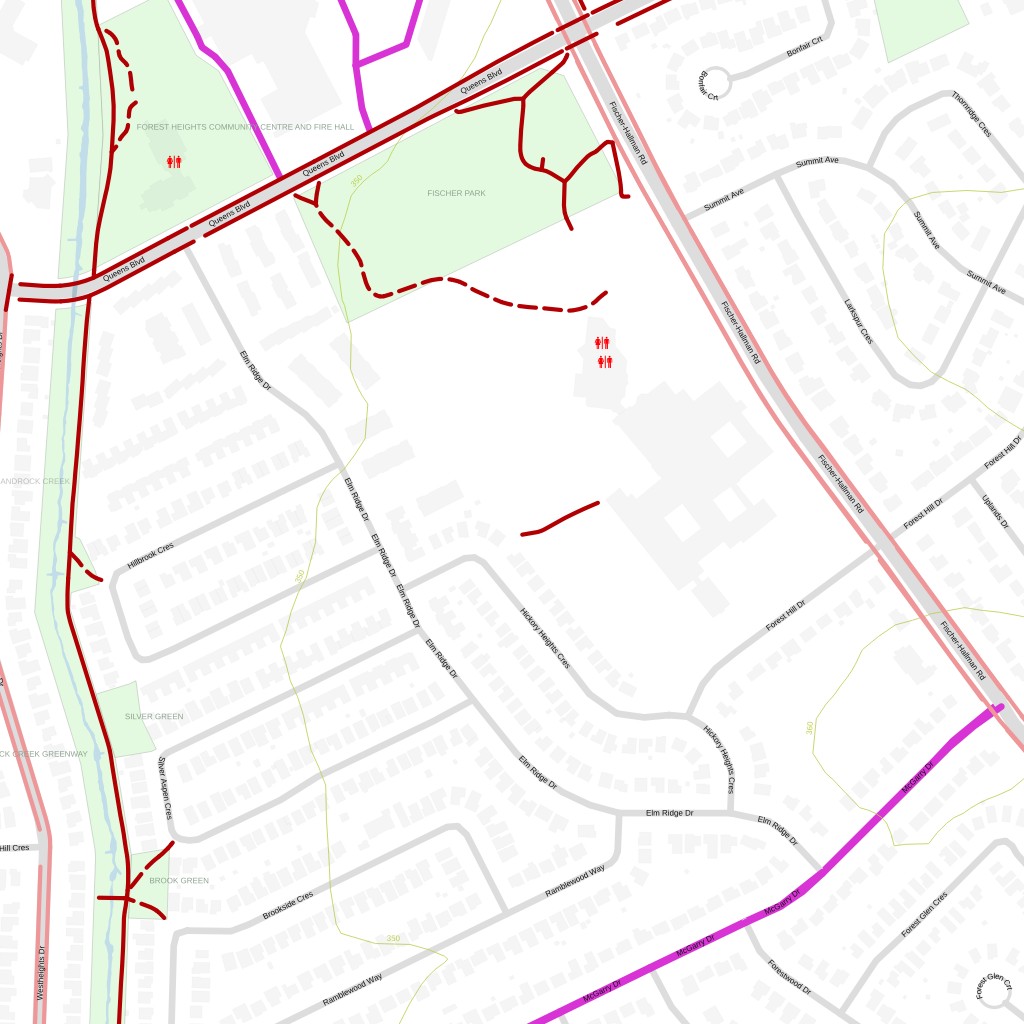 Bonfair Crt
Bonfair Crt
Queens Blvd
Fischer-Hallman Rd
Thornridge Cres
FOREST HEIGHTS COMMUNITY CENTRE AND FIRE HALL
Queens Blvd
Summit Ave
350
FISCHER PARK
Summit Ave
Queens Blvd
Summit Ave
Queens Blvd
Summit Ave
Larkspur Cres
Fischer-Hallman Rd
Elm Ridge Dr
Forest Hill Dr
ANDROCK CREEK
Fischer-Hallman Rd
Elm Ridge Dr
Forest Hill Dr
Uplands Dr
Hillbrook Cres
Elm Ridge Dr
350
Elm Ridge Dr
Forest Hill Dr
Hickory Heights Cres
Elm Ridge Dr
Fischer-Hallman Rd
SILVER GREEN
360
CK CREEK GREENWAY
Hickory Heights Cres
Silver Aspen Cres
Elm Ridge Dr
McGarry Dr
Elm Ridge Dr
Elm Ridge Dr
Hill Cres
BROOK GREEN
Ramblewood Way
Brookside Cres
McGarry Dr
Forest Glen Cres
350
McGarry Dr
Westheights Dr
Forestwood Dr
Ramblewood Way
McGarry Dr
Forest Glen Crt